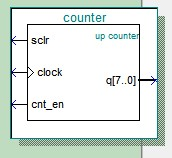 counter
up counter
sclr
clock
q[7..0]
cnt_en